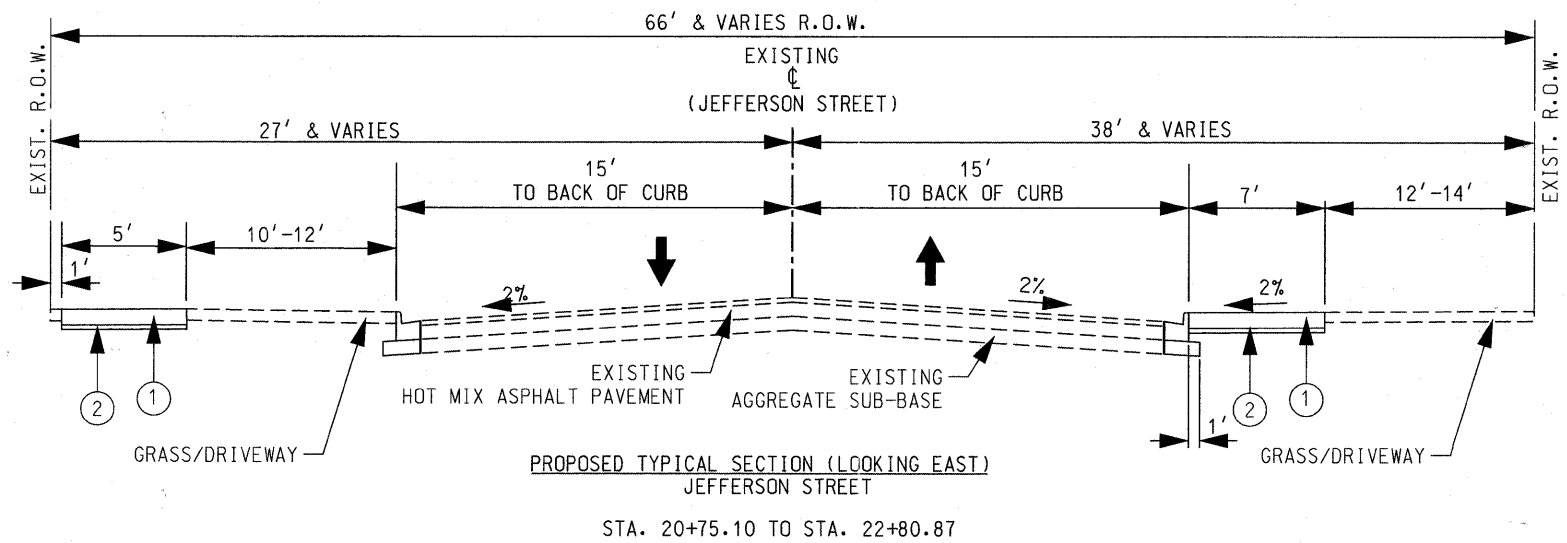 66' & VARIES R.O.W.
EXISTING
℄
(JEFFERSON STREET)
EXIST. R.O.W.
EXIST. R.O.W.
27' & VARIES
38' & VARIES
15'
TO BACK OF CURB
15'
TO BACK OF CURB
7'
12'-14'
5'
10'-12'
1'
2%
2%
2%
EXISTING
HOT MIX ASPHALT PAVEMENT
EXISTING
AGGREGATE SUB-BASE
2
1
2
1
1'
GRASS/DRIVEWAY
GRASS/DRIVEWAY
PROPOSED TYPICAL SECTION (LOOKING EAST)
JEFFERSON STREET
STA. 20+75.10 TO STA. 22+80.87